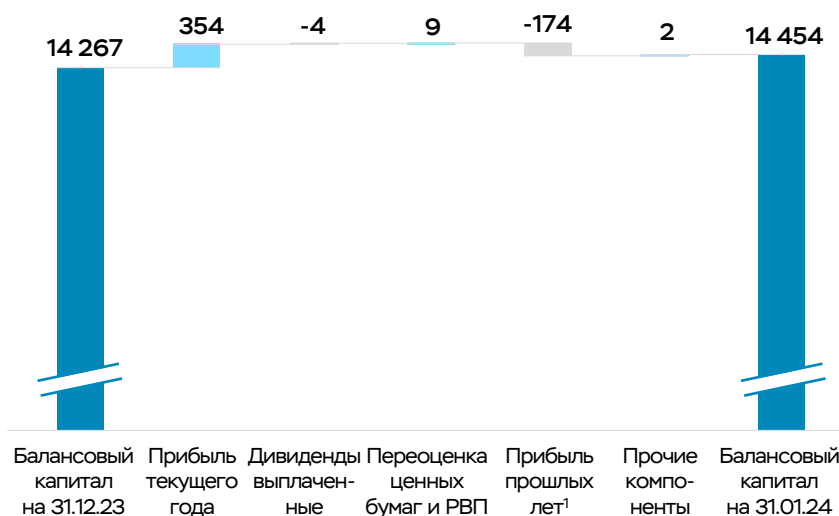 14 267
354
-4
9
-174
2
14 454
Балансовый
капитал
на 31.12.23
Прибыль
текущего
года
Дивиденды
выплачен-
ные
Переоценка
ценных
бумаг и РВП
Прибыль
прошлых
лет¹
Прочие
компо-
ненты
Балансовый
капитал
на 31.01.24